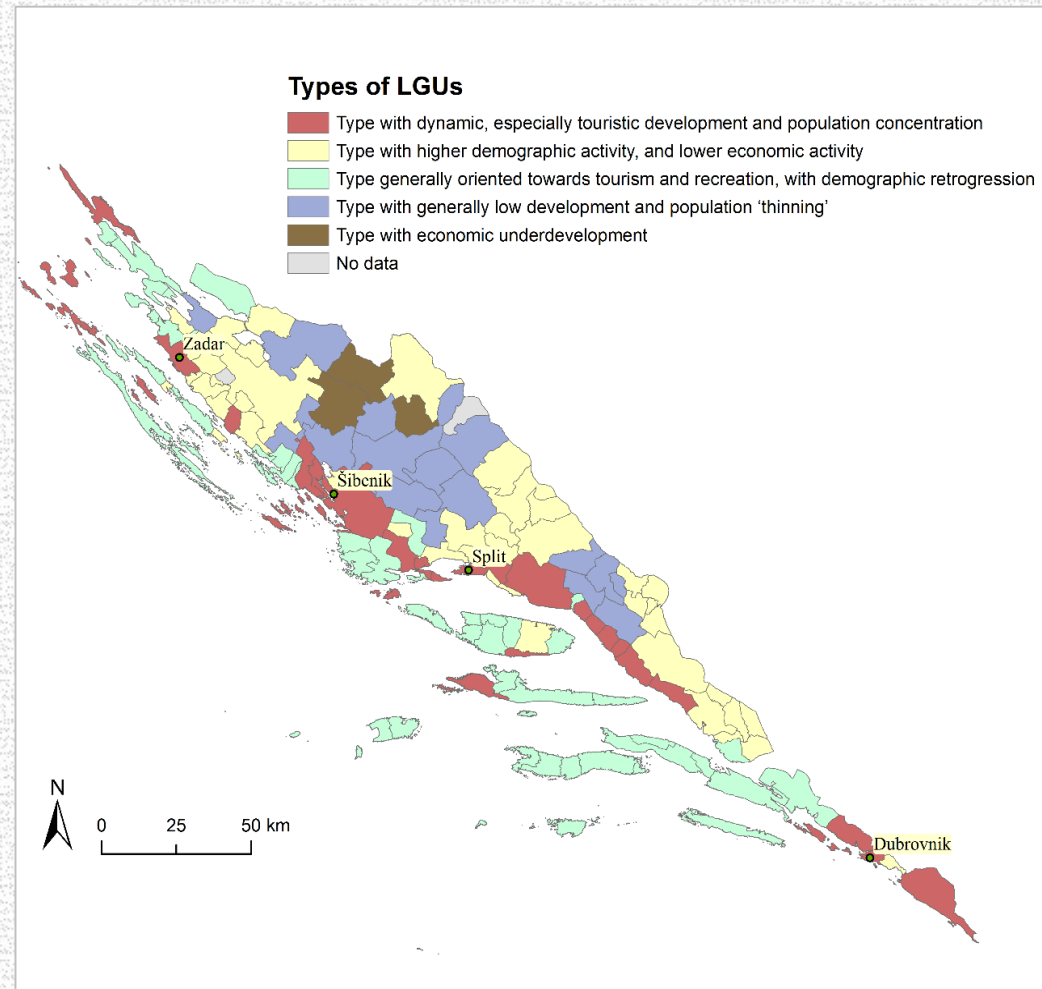 Types of LGUs
Type with dynamic, especially touristic development and population concentration
Type with higher demographic activity, and lower economic activity
Type generally oriented towards tourism and recreation, with demographic retrogression
Type with generally low development and population ‘thinning’
Type with economic underdevelopment
No data
Zadar
Šibenik
Split
N
0 25 50 km
Dubrovnik